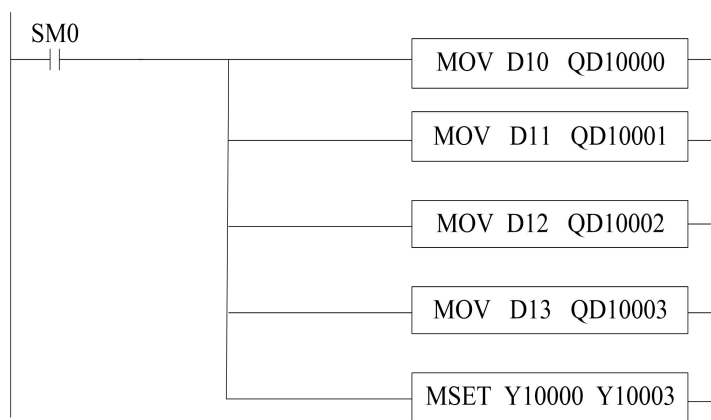 SM0
MOV D10 QD10000
MOV D11 QD10001
MOV D12 QD10002
MOV D13 QD10003
MSET Y10000 Y10003